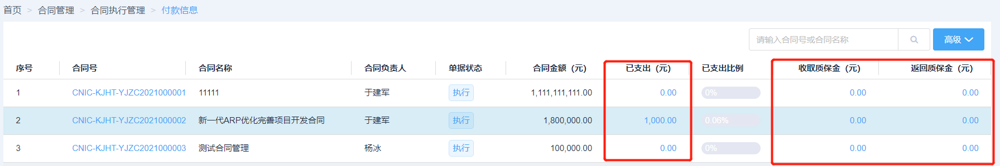 首页 > 合同管理 > 合同执行管理 > 付款信息
请输入合同号或合同名称 高级
序号 合同号 合同名称 合同负责人 单据状态 合同金额（元） 已支出（元） 已支出比例 收取质保金（元） 返回质保金（元）
1 CNIC-KJHT-YJZC2021000001 11111 于建军 执行 1,111,111,111.00 0.00 0% 0.00 0.00
2 CNIC-KJHT-YJZC2021000002 新一代ARP优化完善项目开发合同 于建军 执行 1,800,000.00 1,000.00 0.06% 0.00 0.00
3 CNIC-KJHT-YJZC2021000003 测试合同管理 杨冰 执行 100,000.00 0.00 0% 0.00 0.00